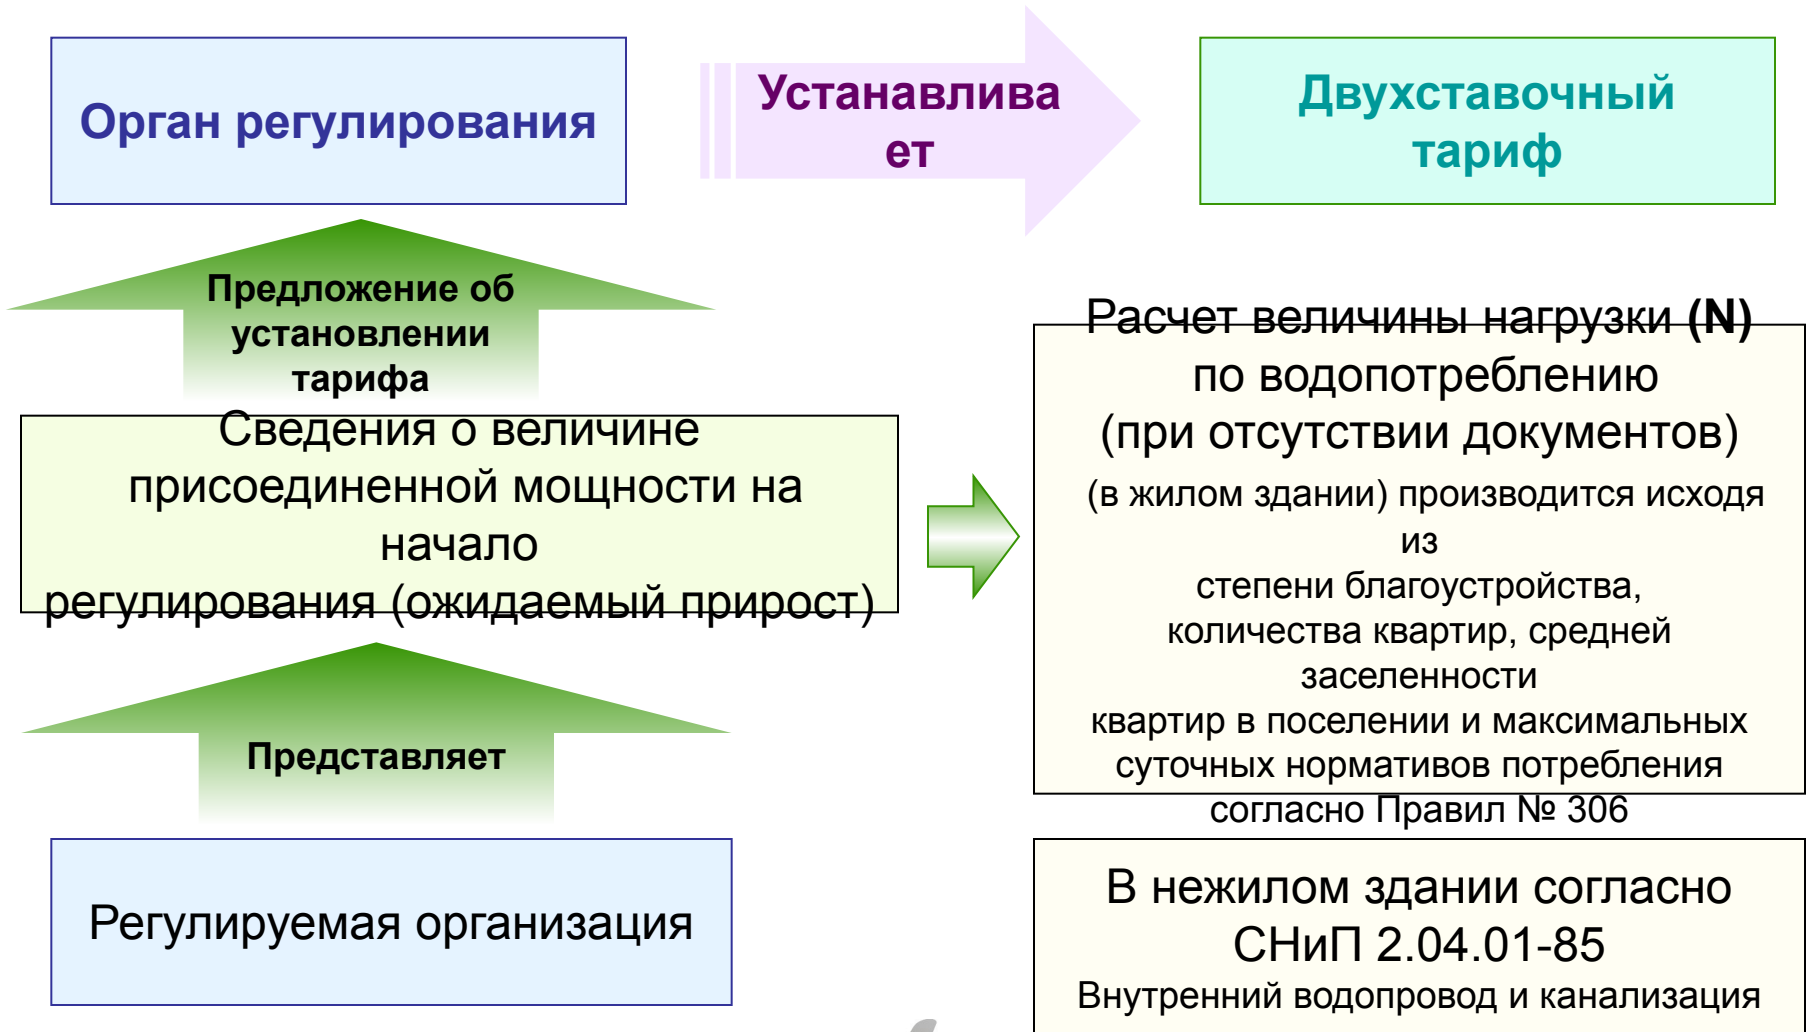 Орган регулирования
Устанавлива
ет
Двухставочный
тариф
Предложение об
установлении
тарифа
Сведения о величине
присоединенной мощности на
начало
регулирования (ожидаемый прирост)
Представляет
Регулируемая организация
Расчет величины нагрузки (N)
по водопотреблению
(при отсутствии документов)
(в жилом здании) производится исходя
из
степени благоустройства,
количества квартир, средней
заселенности
квартир в поселении и максимальных
суточных нормативов потребления
согласно Правил № 306
В нежилом здании согласно
СНиП 2.04.01-85
Внутренний водопровод и канализация